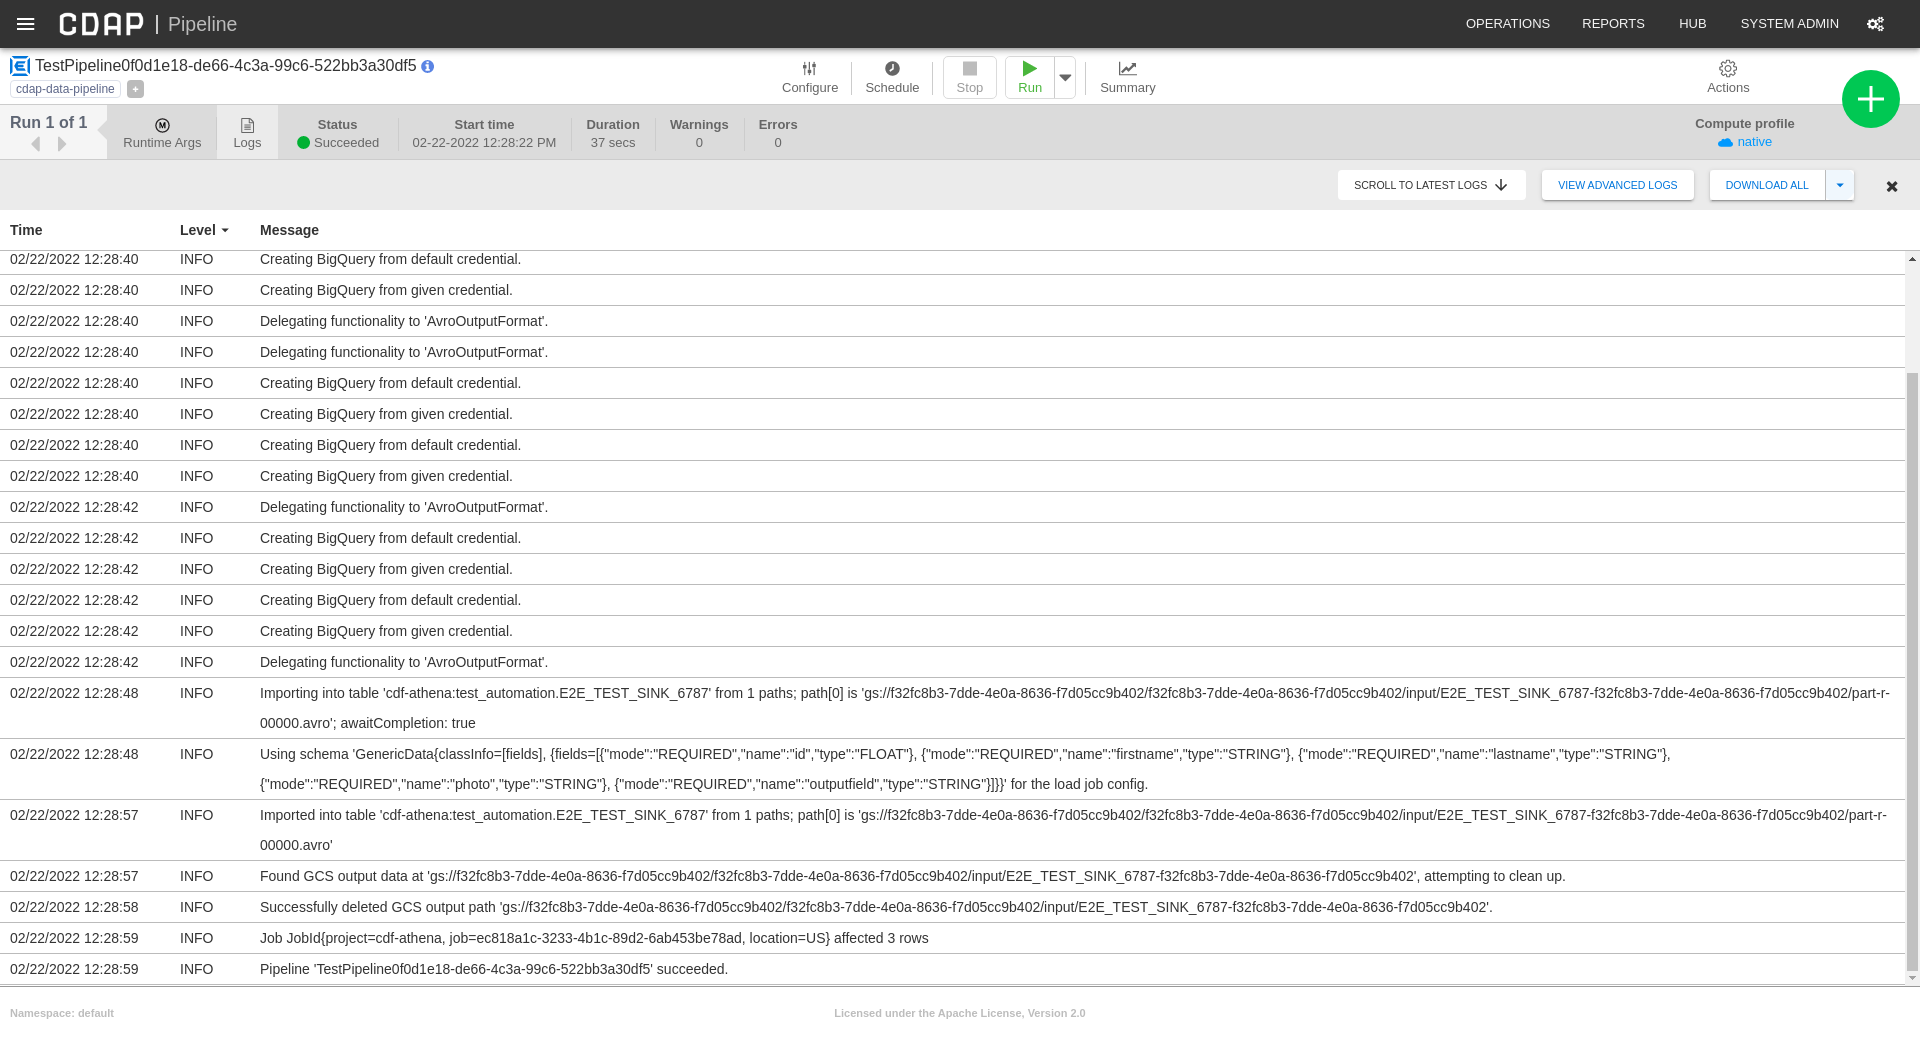 CDAP | Pipeline
OPERATIONS REPORTS HUB SYSTEM ADMIN
TestPipeline0f0d1e18-de66-4c3a-99c6-522bb3a30df5
cdap-data-pipeline +
Configure Schedule Stop Run Summary Actions
Run 1 of 1
Runtime Args
Logs
Status
Succeeded
Start time
02-22-2022 12:28:22 PM
Duration
37 secs
Warnings
0
Errors
0
Compute profile
native
SCROLL TO LATEST LOGS VIEW ADVANCED LOGS DOWNLOAD ALL
Time Level Message
02/22/2022 12:28:40 INFO Creating BigQuery from default credential.
02/22/2022 12:28:40 INFO Creating BigQuery from given credential.
02/22/2022 12:28:40 INFO Delegating functionality to 'AvroOutputFormat'.
02/22/2022 12:28:40 INFO Delegating functionality to 'AvroOutputFormat'.
02/22/2022 12:28:40 INFO Creating BigQuery from default credential.
02/22/2022 12:28:40 INFO Creating BigQuery from given credential.
02/22/2022 12:28:40 INFO Creating BigQuery from default credential.
02/22/2022 12:28:40 INFO Creating BigQuery from given credential.
02/22/2022 12:28:42 INFO Delegating functionality to 'AvroOutputFormat'.
02/22/2022 12:28:42 INFO Creating BigQuery from default credential.
02/22/2022 12:28:42 INFO Creating BigQuery from given credential.
02/22/2022 12:28:42 INFO Creating BigQuery from default credential.
02/22/2022 12:28:42 INFO Creating BigQuery from given credential.
02/22/2022 12:28:42 INFO Delegating functionality to 'AvroOutputFormat'.
02/22/2022 12:28:48 INFO Importing into table 'cdf-athena:test_automation.E2E_TEST_SINK_6787' from 1 paths; path[0] is 'gs://f32fc8b3-7dde-4e0a-8636-f7d05cc9b402/f32fc8b3-7dde-4e0a-8636-f7d05cc9b402/input/E2E_TEST_SINK_6787-f32fc8b3-7dde-4e0a-8636-f7d05cc9b402/part-r-
00000.avro'; awaitCompletion: true
02/22/2022 12:28:48 INFO Using schema 'GenericData{classInfo=[fields], {fields=[{"mode":"REQUIRED","name":"id","type":"FLOAT"}, {"mode":"REQUIRED","name":"firstname","type":"STRING"}, {"mode":"REQUIRED","name":"lastname","type":"STRING"},
{"mode":"REQUIRED","name":"photo","type":"STRING"}, {"mode":"REQUIRED","name":"outputfield","type":"STRING"}]}}' for the load job config.
02/22/2022 12:28:57 INFO Imported into table 'cdf-athena:test_automation.E2E_TEST_SINK_6787' from 1 paths; path[0] is 'gs://f32fc8b3-7dde-4e0a-8636-f7d05cc9b402/f32fc8b3-7dde-4e0a-8636-f7d05cc9b402/input/E2E_TEST_SINK_6787-f32fc8b3-7dde-4e0a-8636-f7d05cc9b402/part-r-
00000.avro'
02/22/2022 12:28:57 INFO Found GCS output data at 'gs://f32fc8b3-7dde-4e0a-8636-f7d05cc9b402/f32fc8b3-7dde-4e0a-8636-f7d05cc9b402/input/E2E_TEST_SINK_6787-f32fc8b3-7dde-4e0a-8636-f7d05cc9b402', attempting to clean up.
02/22/2022 12:28:58 INFO Successfully deleted GCS output path 'gs://f32fc8b3-7dde-4e0a-8636-f7d05cc9b402/f32fc8b3-7dde-4e0a-8636-f7d05cc9b402/input/E2E_TEST_SINK_6787-f32fc8b3-7dde-4e0a-8636-f7d05cc9b402'.
02/22/2022 12:28:59 INFO Job JobId{project=cdf-athena, job=ec818a1c-3233-4b1c-89d2-6ab453be78ad, location=US} affected 3 rows
02/22/2022 12:28:59 INFO Pipeline 'TestPipeline0f0d1e18-de66-4c3a-99c6-522bb3a30df5' succeeded.
Namespace: default Licensed under the Apache License, Version 2.0